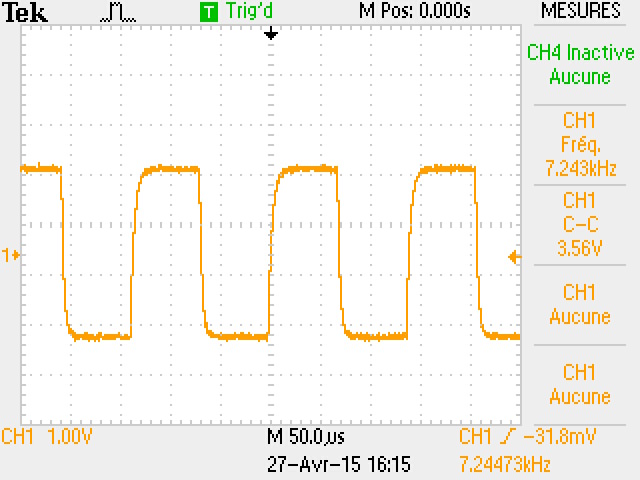 Tek T Trig'd M Pos: 0.000s MESURES
CH4 Inactive
Aucune
CH1
Fréq.
7.243kHz
CH1
C-C
3.56V
1
CH1
Aucune
CH1
Aucune
CH1 1.00V M 50.0µs CH1 -31.8mV
27-Avr-15 16:15 7.24473kHz